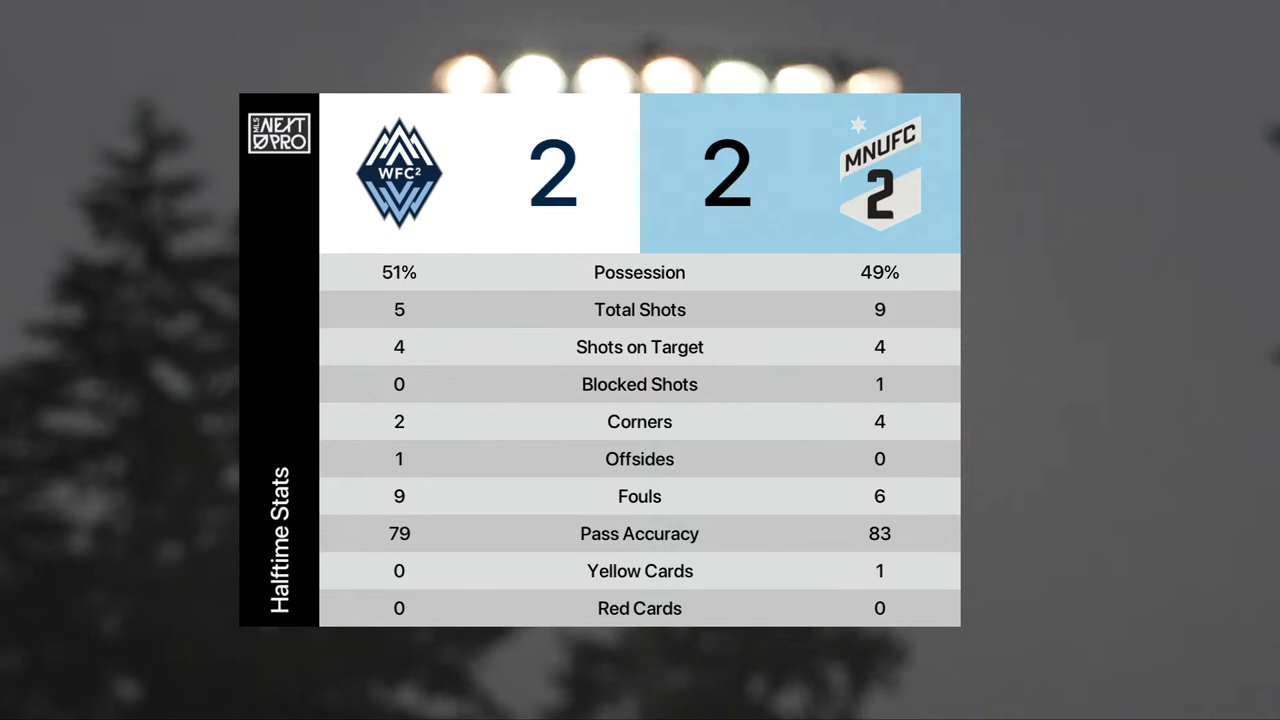 MLS
NEXT
PRO
WFC2
2
2
MNUFC
2
Halftime Stats
51% Possession 49%
5 Total Shots 9
4 Shots on Target 4
0 Blocked Shots 1
2 Corners 4
1 Offsides 0
9 Fouls 6
79 Pass Accuracy 83
0 Yellow Cards 1
0 Red Cards 0